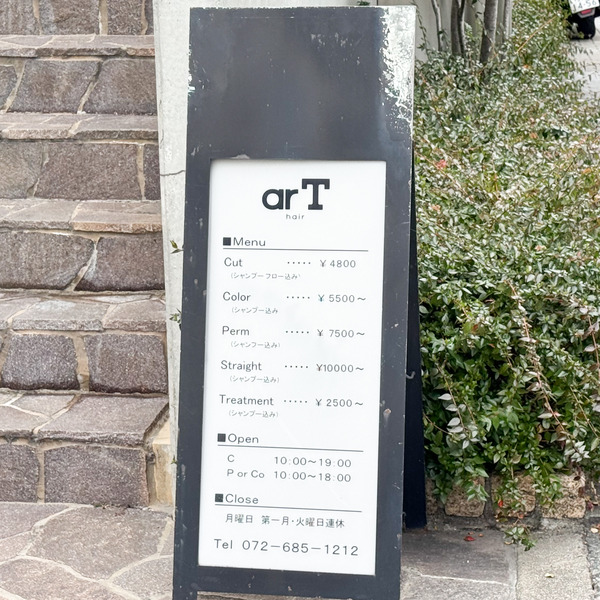 arT
hair
■Menu
Cut ····· ¥ 4800
(シャンプーブロー込み)
Color ····· ¥ 5500~
(シャンプー込み
Perm ····· ¥ 7500~
(シャンプー込み)
Straight ····· ¥10000~
(シャンプー込み)
Treatment ····· ¥ 2500~
(シャンプー込み)
■Open
C 10:00~19:00
P or Co 10:00~18:00
■Close
月曜日 第一月・火曜日連休
Tel 072-685-1212